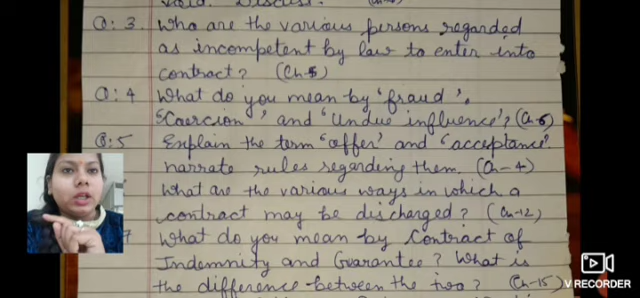 void. Discuss.
Q:3. Who are the various persons regarded
as incompetent by law to enter into
contract? (Ch-5)
Q:4 What do you mean by 'fraud',
'Coercion' and 'Undue influence'? (Ch-6)
Q:5 Explain the term 'offer' and 'acceptance'.
narrate rules regarding them. (Ch-4)
What are the various ways in which a
contract may be discharged? (Ch-12)
7 What do you mean by Contract of
Indemnity and Guarantee? What is
the difference between the two? (Ch-15)
V RECORDER